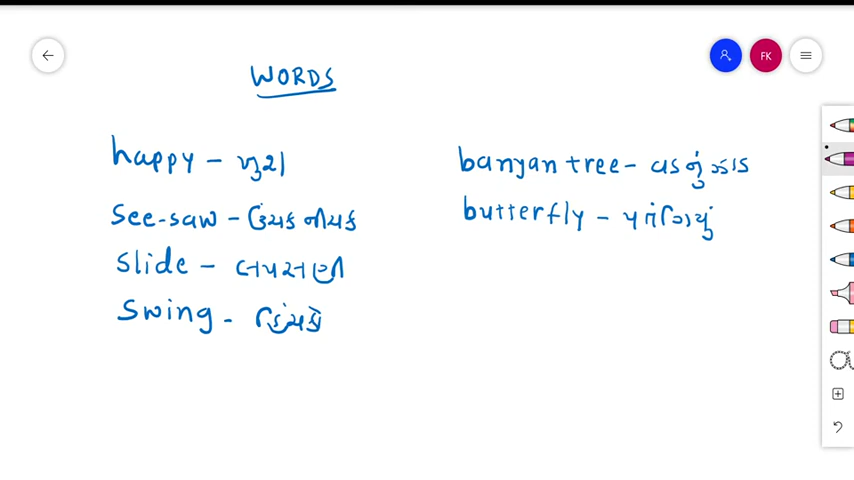 FK
WORDS
happy - ખુશ
see-saw - ઉંચક નીચક
slide - લપસણી
swing - હિંચકો
banyan tree - વડનું ઝાડ
butterfly - પતંગિયું